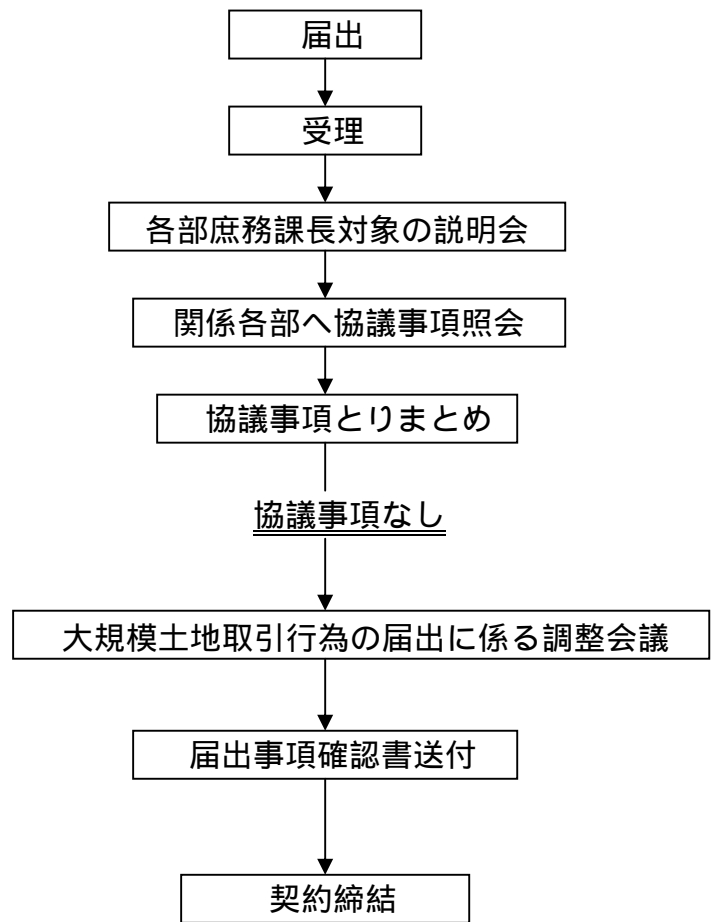 届出
受理
各部庶務課長対象の説明会
関係各部へ協議事項照会
協議事項とりまとめ
協議事項なし
大規模土地取引行為の届出に係る調整会議
届出事項確認書送付
契約締結